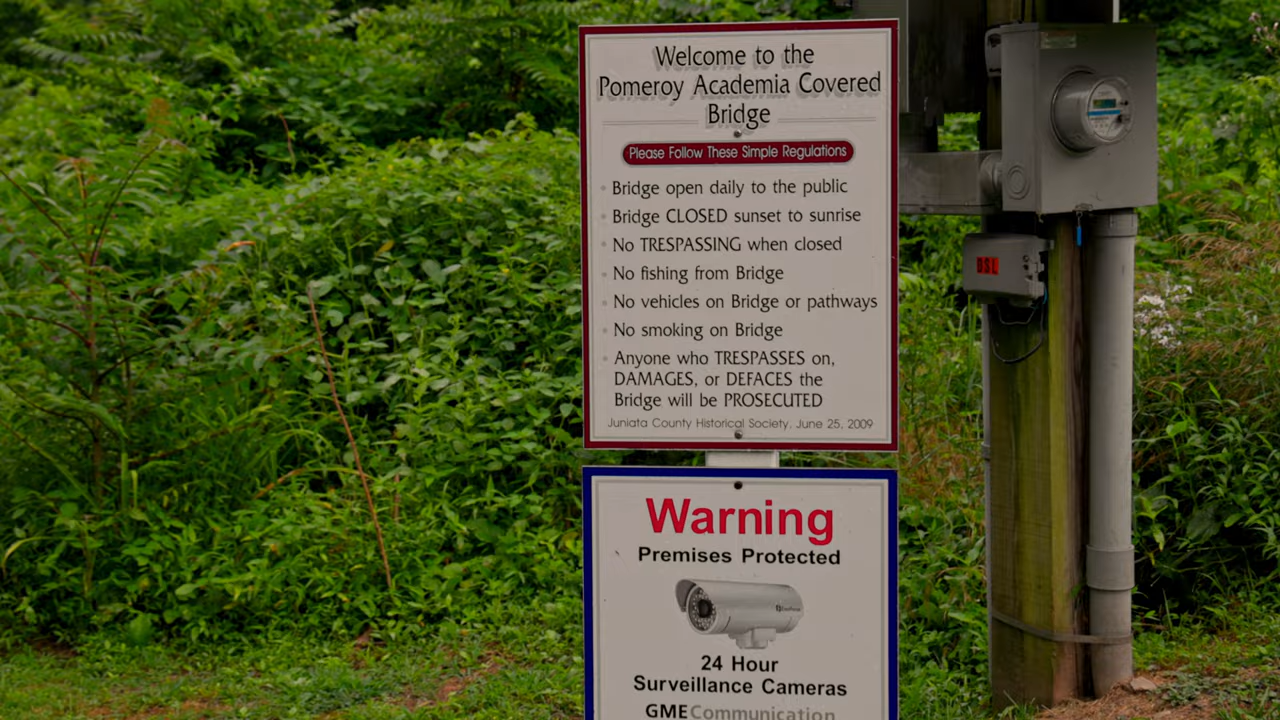 Welcome to the
Pomeroy Academia Covered
Bridge
Please Follow These Simple Regulations
Bridge open daily to the public
Bridge CLOSED sunset to sunrise
No TRESPASSING when closed
No fishing from Bridge
No vehicles on Bridge or pathways
No smoking on Bridge
Anyone who TRESPASSES on,
DAMAGES, or DEFACES the
Bridge will be PROSECUTED
Juniata County Historical Society, June 25, 2009
DSL
Warning
Premises Protected
24 Hour
Surveillance Cameras
GMECommunication